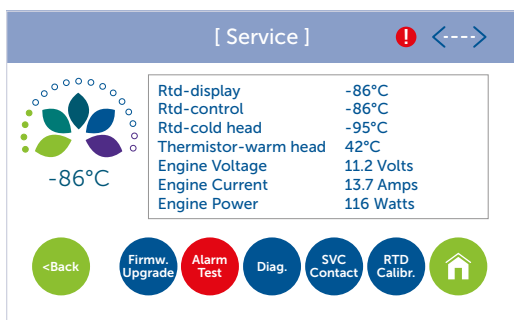 [ Service ]
!
<---->
Rtd-display -86°C
Rtd-control -86°C
Rtd-cold head -95°C
Thermistor-warm head 42°C
Engine Voltage 11.2 Volts
Engine Current 13.7 Amps
Engine Power 116 Watts
-86°C
<Back
Firmw.
Upgrade
Alarm
Test
Diag.
SVC
Contact
RTD
Calibr.